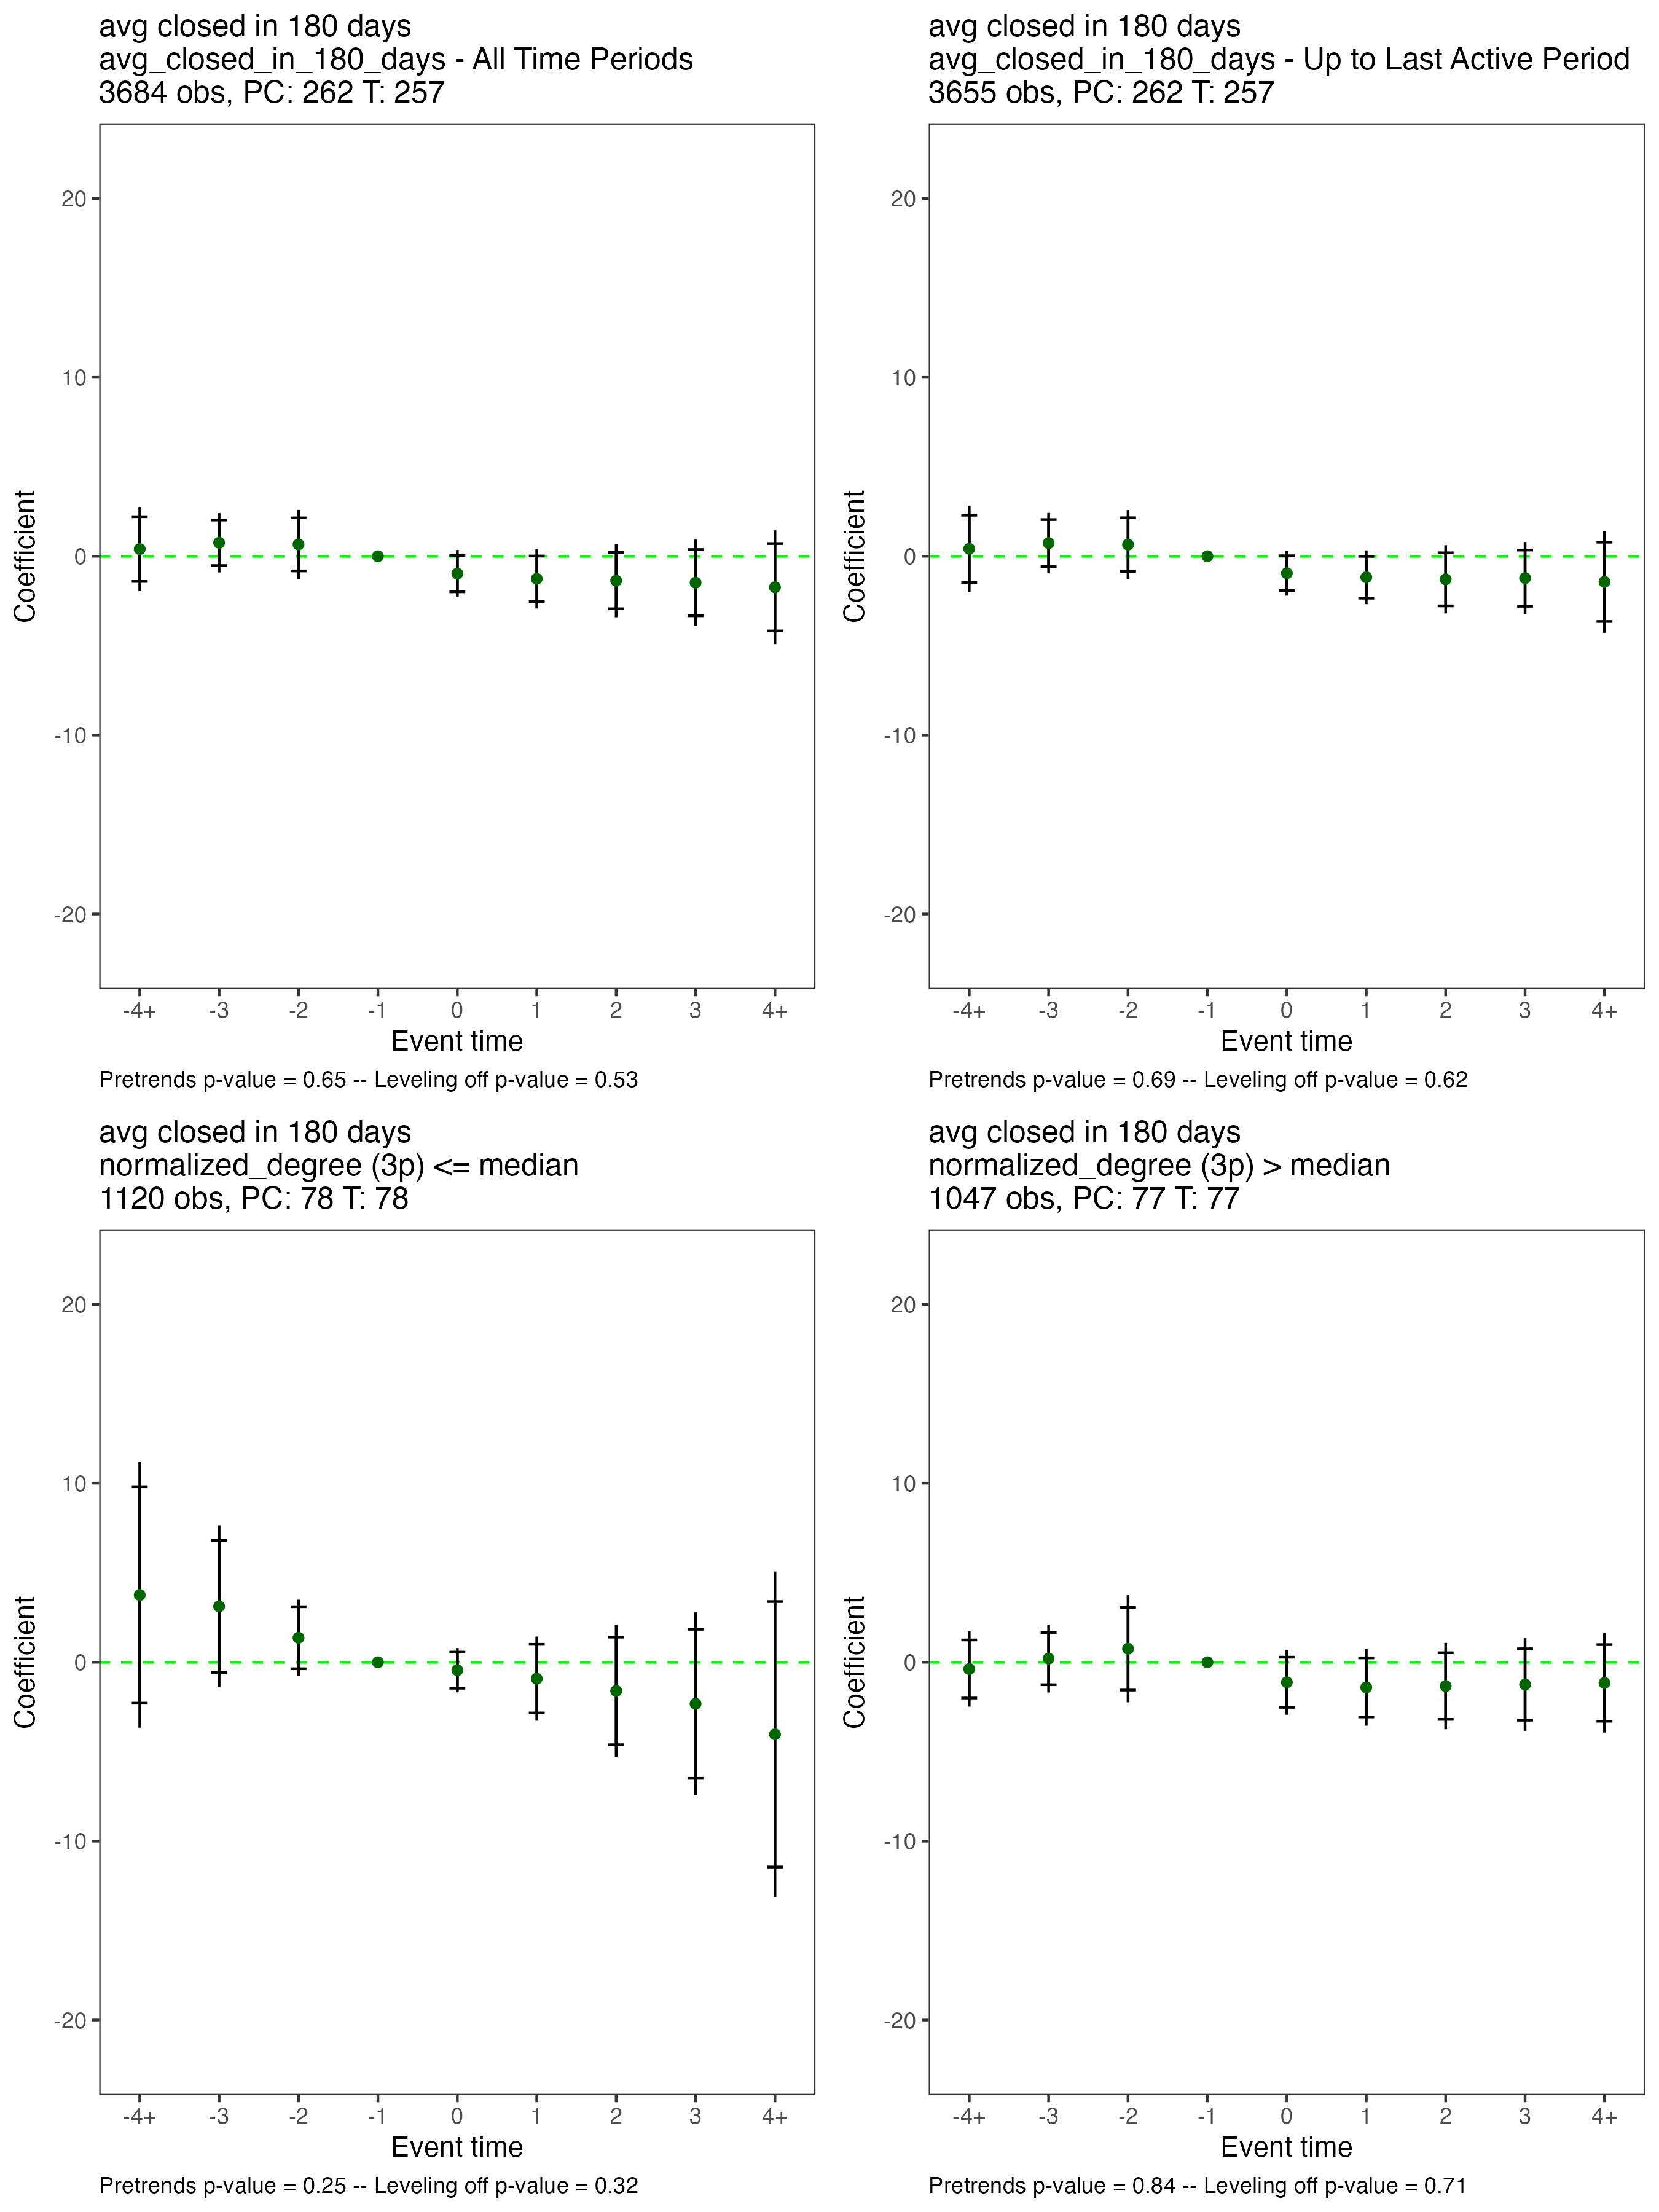 avg closed in 180 days
avg_closed_in_180_days - All Time Periods
3684 obs, PC: 262 T: 257
20
10
0
-10
-20
Coefficient
-4+ -3 -2 -1 0 1 2 3 4+
Event time
Pretrends p-value = 0.65 -- Leveling off p-value = 0.53
avg closed in 180 days
avg_closed_in_180_days - Up to Last Active Period
3655 obs, PC: 262 T: 257
20
10
0
-10
-20
Coefficient
-4+ -3 -2 -1 0 1 2 3 4+
Event time
Pretrends p-value = 0.69 -- Leveling off p-value = 0.62
avg closed in 180 days
normalized_degree (3p) <= median
1120 obs, PC: 78 T: 78
20
10
0
-10
-20
Coefficient
-4+ -3 -2 -1 0 1 2 3 4+
Event time
Pretrends p-value = 0.25 -- Leveling off p-value = 0.32
avg closed in 180 days
normalized_degree (3p) > median
1047 obs, PC: 77 T: 77
20
10
0
-10
-20
Coefficient
-4+ -3 -2 -1 0 1 2 3 4+
Event time
Pretrends p-value = 0.84 -- Leveling off p-value = 0.71